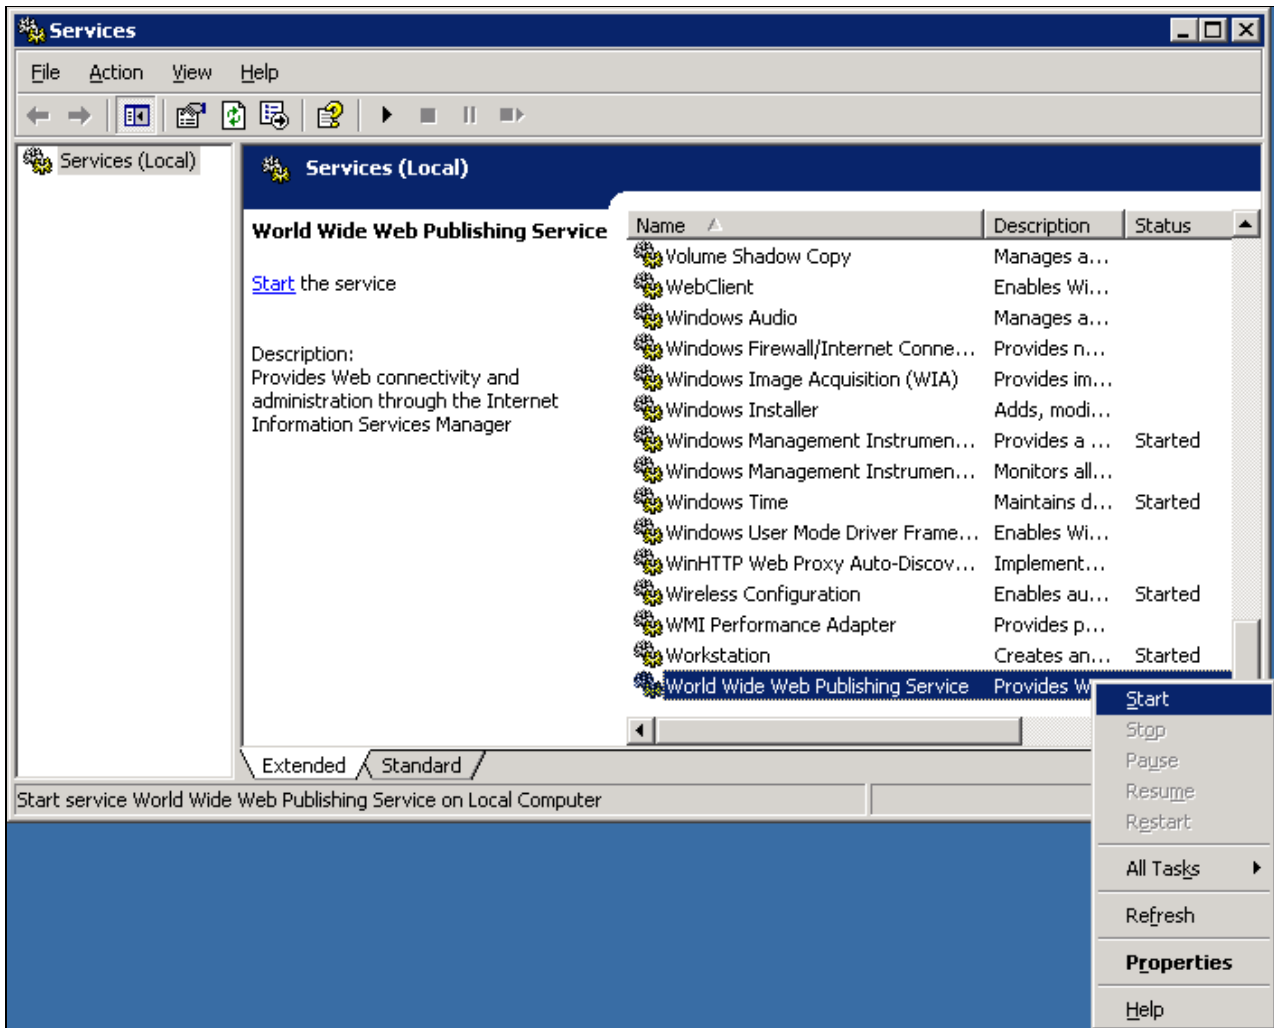 Services
File Action View Help
Services (Local)
Services (Local)
World Wide Web Publishing Service
Start the service
Description:
Provides Web connectivity and
administration through the Internet
Information Services Manager
Name Description Status
Volume Shadow Copy Manages a...
WebClient Enables Wi...
Windows Audio Manages a...
Windows Firewall/Internet Conne... Provides n...
Windows Image Acquisition (WIA) Provides im...
Windows Installer Adds, modi...
Windows Management Instrumen... Provides a ... Started
Windows Management Instrumen... Monitors all...
Windows Time Maintains d... Started
Windows User Mode Driver Frame... Enables Wi...
WinHTTP Web Proxy Auto-Discov... Implement...
Wireless Configuration Enables au... Started
WMI Performance Adapter Provides p...
Workstation Creates an... Started
World Wide Web Publishing Service Provides W
Extended Standard
Start service World Wide Web Publishing Service on Local Computer
Start
Stop
Pause
Resume
Restart
All Tasks
Refresh
Properties
Help